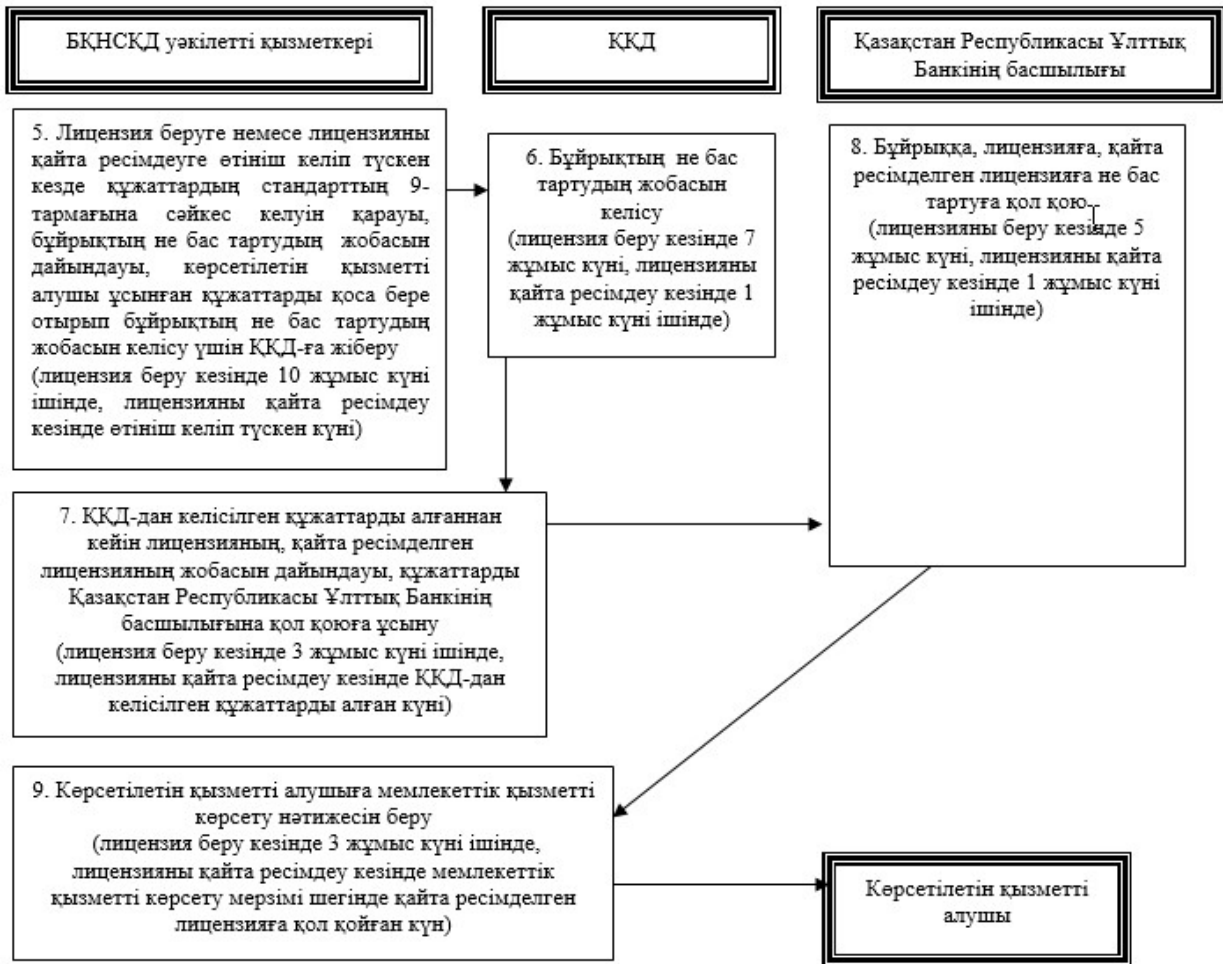 БҚНСҚД уәкілетті қызметкері
ҚҚД
Қазақстан Республикасы Ұлттық
Банкінің басшылығы
5. Лицензия беруге немесе лицензияны
қайта ресімдеуге өтініш келіп түскен
кезде құжаттардың стандарттың 9-
тармағына сәйкес келуін қарауы,
бұйрықтың не бас тартудың жобасын
дайындауы, көрсетілетін қызметті
алушы ұсынған құжаттарды қоса бере
отырып бұйрықтың не бас тартудың
жобасын келісу үшін ҚҚД-ға жіберу
(лицензия беру кезінде 10 жұмыс күні
ішінде, лицензияны қайта ресімдеу
кезінде өтініш келіп түскен күні)
6. Бұйрықтың не бас
тартудың жобасын
келісу
(лицензия беру кезінде 7
жұмыс күні, лицензияны
қайта ресімдеу кезінде 1
жұмыс күні ішінде)
8. Бұйрыққа, лицензияға, қайта
ресімделген лицензияға не бас
тартуға қол қою
(лицензияны беру кезінде 5
жұмыс күні, лицензияны қайта
ресімдеу кезінде 1 жұмыс күні
ішінде)
7. ҚҚД-дан келісілген құжаттарды алғаннан
кейін лицензияның, қайта ресімделген
лицензияның жобасын дайындауы, құжаттарды
Қазақстан Республикасы Ұлттық Банкінің
басшылығына қол қоюға ұсыну
(лицензия беру кезінде 3 жұмыс күні ішінде,
лицензияны қайта ресімдеу кезінде ҚҚД-дан
келісілген құжаттарды алған күні)
9. Көрсетілетін қызметті алушыға мемлекеттік қызметті
көрсету нәтижесін беру
(лицензия беру кезінде 3 жұмыс күні ішінде,
лицензияны қайта ресімдеу кезінде мемлекеттік
қызметті көрсету мерзімі шегінде қайта ресімделген
лицензияға қол қойған күн)
Көрсетілетін қызметті
алушы